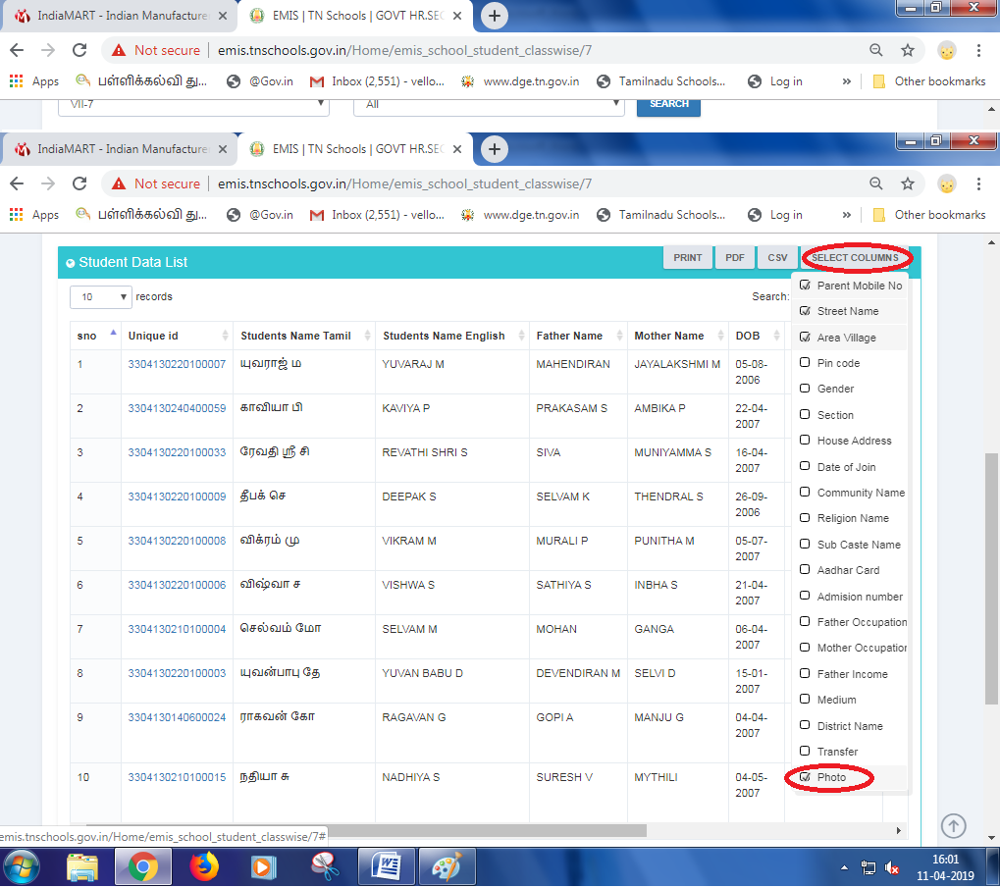 IndiaMART - Indian Manufacture
EMIS | TN Schools | GOVT HR.SEC
Not secure | emis.tnschools.gov.in/Home/emis_school_student_classwise/7
Apps பள்ளிக்கல்வி து... @Gov.in Inbox (2,551) - vello... www.dge.tn.gov.in Tamilnadu Schools... Log in » Other bookmarks
VII-7 All SEARCH
IndiaMART - Indian Manufacture
EMIS | TN Schools | GOVT HR.SEC
Not secure | emis.tnschools.gov.in/Home/emis_school_student_classwise/7
Apps பள்ளிக்கல்வி து... @Gov.in Inbox (2,551) - vello... www.dge.tn.gov.in Tamilnadu Schools... Log in » Other bookmarks
Student Data List PRINT PDF CSV SELECT COLUMNS
10 records Search:
sno Unique id Students Name Tamil Students Name English Father Name Mother Name DOB
1 3304130220100007 யுவராஜ் ம YUVARAJ M MAHENDIRAN JAYALAKSHMI M 05-08-
2006
2 3304130240400059 காவியா பி KAVIYA P PRAKASAM S AMBIKA P 22-04-
2007
3 3304130220100033 ரேவதி ஸ்ரீ சி REVATHI SHRI S SIVA MUNIYAMMA S 16-04-
2007
4 3304130220100009 தீபக் செ DEEPAK S SELVAM K THENDRAL S 26-09-
2006
5 3304130220100008 விக்ரம் மு VIKRAM M MURALI P PUNITHA M 05-07-
2007
6 3304130220100006 விஷ்வா ச VISHWA S SATHIYA S INBHA S 21-04-
2007
7 3304130210100004 செல்வம் மோ SELVAM M MOHAN GANGA 06-04-
2007
8 3304130220100003 யுவன்பாபு தே YUVAN BABU D DEVENDIRAN M SELVI D 15-01-
2007
9 3304130140600024 ராகவன் கோ RAGAVAN G GOPI A MANJU G 04-04-
2007
10 3304130210100015 நதியா சு NADHIYA S SURESH V MYTHILI 04-05-
2007
Parent Mobile No
Street Name
Area Village
Pin code
Gender
Section
House Address
Date of Join
Community Name
Religion Name
Sub Caste Name
Aadhar Card
Admision number
Father Occupation
Mother Occupation
Father Income
Medium
District Name
Transfer
Photo
emis.tnschools.gov.in/Home/emis_school_student_classwise/7#
16:01
11-04-2019